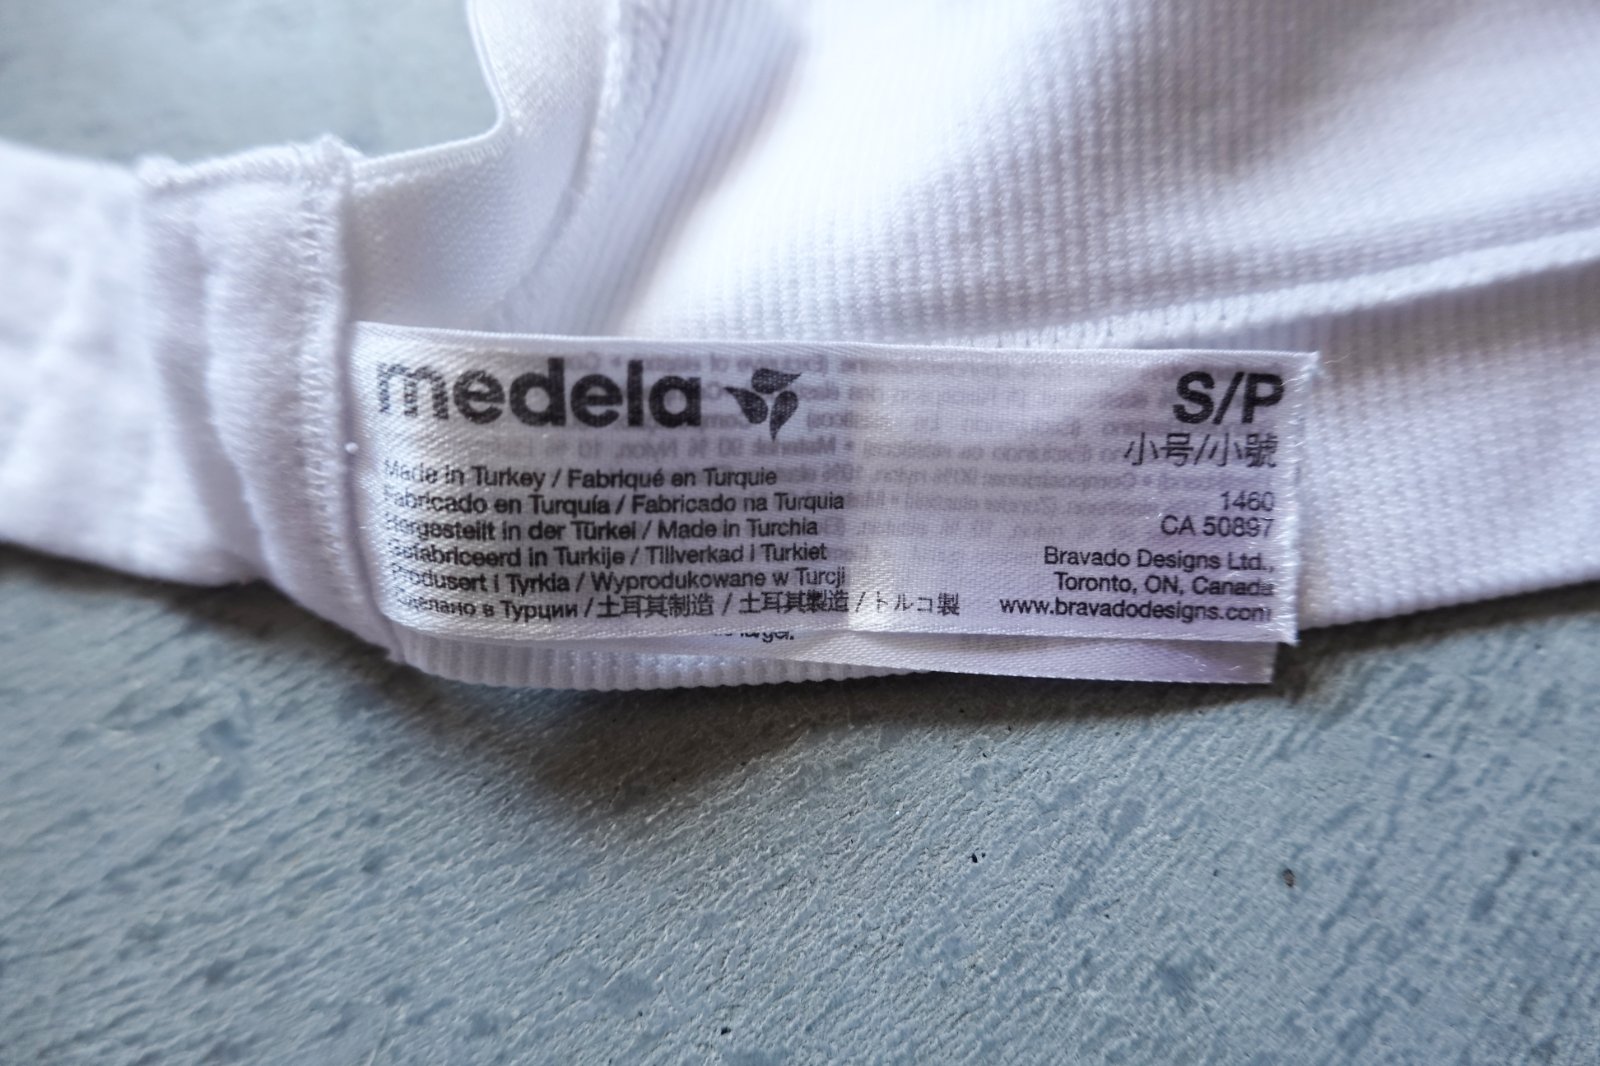 medela
S/P
小号/小號
Made in Turkey / Fabriqué en Turquie
Fabricado en Turquía / Fabricado na Turquia
Hergestellt in der Türkei / Made in Turchia
Gefabriceerd in Turkije / Tillverkad i Turkiet
Produsert i Tyrkia / Wyprodukowane w Turcji
Сделано в Турции / 土耳其制造 / 土耳其製造 / トルコ製
1460
CA 50897
Bravado Designs Ltd.,
Toronto, ON, Canada
www.bravadodesigns.com
larger.